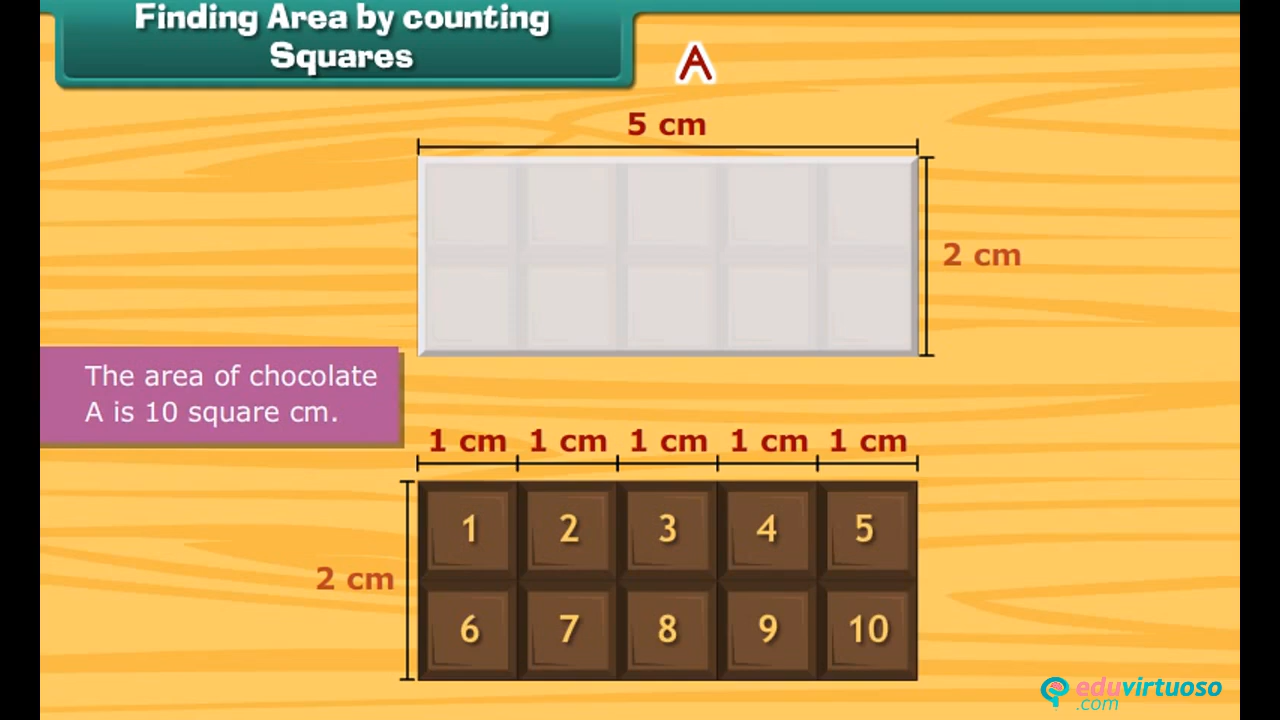 Finding Area by counting
Squares
A
5 cm
2 cm
The area of chocolate
A is 10 square cm.
1 cm 1 cm 1 cm 1 cm 1 cm
1 2 3 4 5
2 cm
6 7 8 9 10
eduvirtuoso
.com